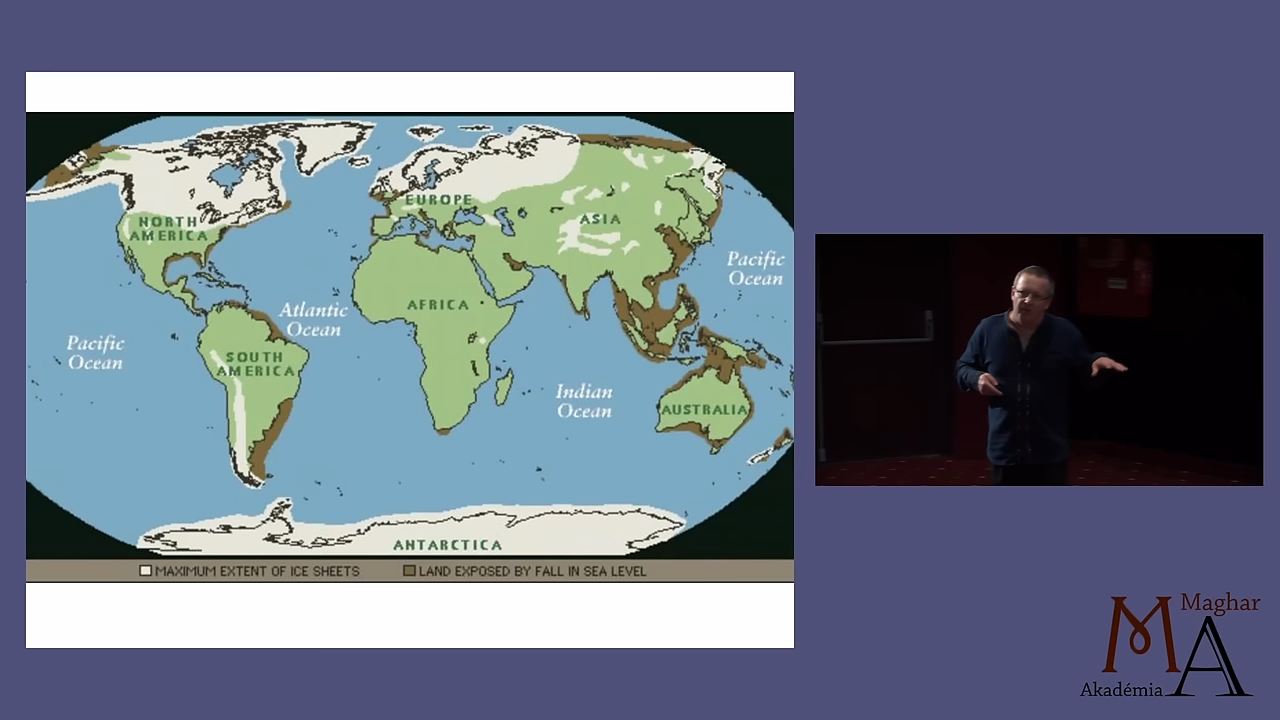 EUROPE
ASIA
NORTH
AMERICA
Pacific
Ocean
Atlantic
Ocean
AFRICA
Pacific
Ocean
SOUTH
AMERICA
Indian
Ocean
AUSTRALIA
ANTARCTICA
MAXIMUM EXTENT OF ICE SHEETS
LAND EXPOSED BY FALL IN SEA LEVEL
MA
Maghar
Akadémia